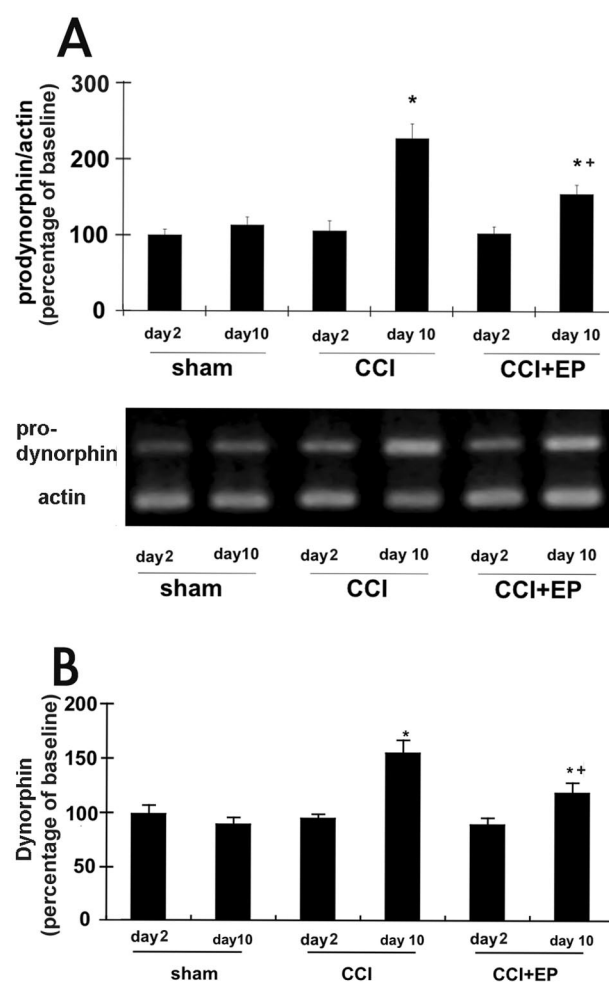 A
prodynorphin/actin
(percentage of baseline)
300
200
100
0
*
*+
day2 day10 day2 day 10 day2 day 10
sham CCI CCI+EP
pro-
dynorphin
actin
day2 day10 day2 day 10 day2 day 10
sham CCI CCI+EP
B
Dynorphin
(percentage of baseline)
200
150
100
50
0
*
*+
day2 day10 day2 day 10 day2 day 10
sham CCI CCI+EP